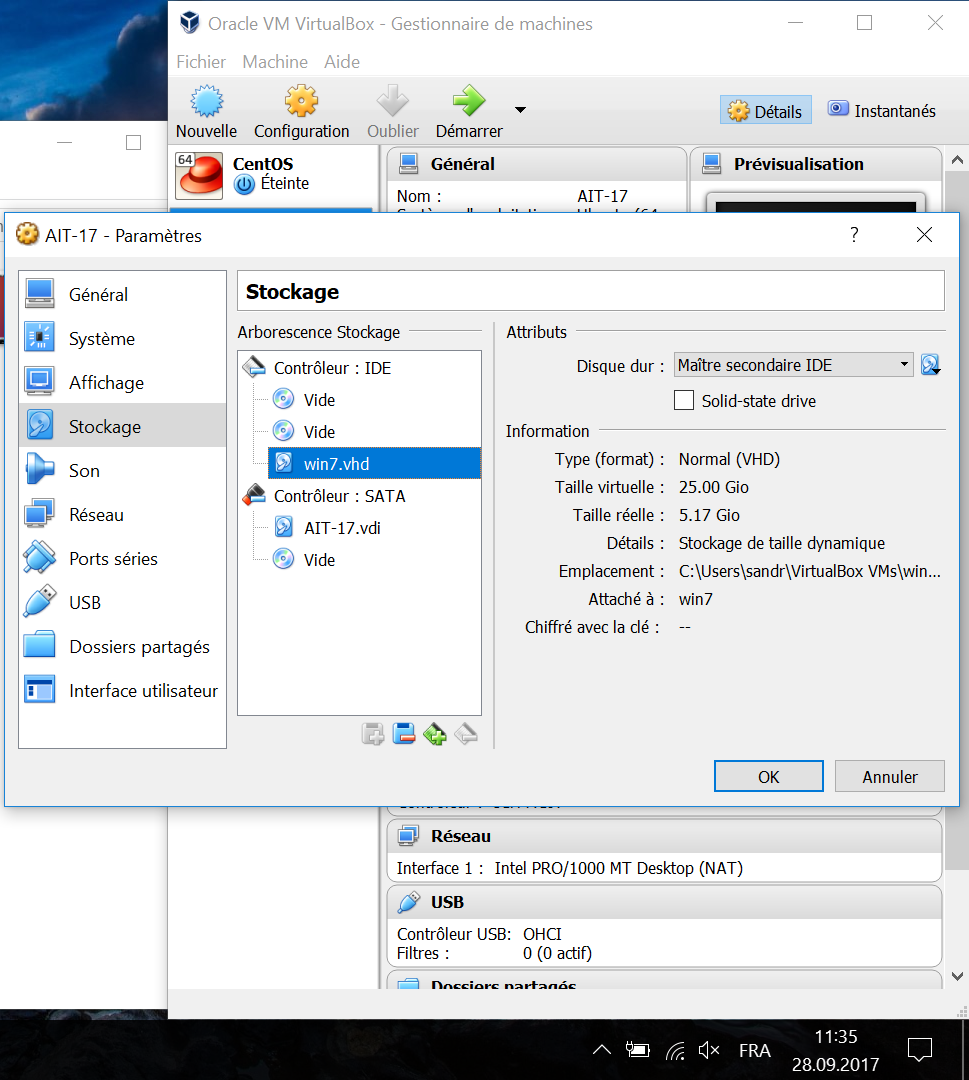 Oracle VM VirtualBox - Gestionnaire de machines
Fichier Machine Aide
Nouvelle Configuration Oublier Démarrer Détails Instantanés
64 CentOS
Éteinte
Général
Nom : AIT-17
Prévisualisation
AIT-17 - Paramètres ?
Général
Système
Affichage
Stockage
Son
Réseau
Ports séries
USB
Dossiers partagés
Interface utilisateur
Stockage
Arborescence Stockage
Contrôleur : IDE
Vide
Vide
win7.vhd
Contrôleur : SATA
AIT-17.vdi
Vide
Attributs
Disque dur : Maître secondaire IDE
Solid-state drive
Information
Type (format) : Normal (VHD)
Taille virtuelle : 25.00 Gio
Taille réelle : 5.17 Gio
Détails : Stockage de taille dynamique
Emplacement : C:\Users\sandr\VirtualBox VMs\win...
Attaché à : win7
Chiffré avec la clé : --
OK Annuler
Réseau
Interface 1 : Intel PRO/1000 MT Desktop (NAT)
USB
Contrôleur USB: OHCI
Filtres : 0 (0 actif)
Dossiers partagés
FRA
11:35
28.09.2017